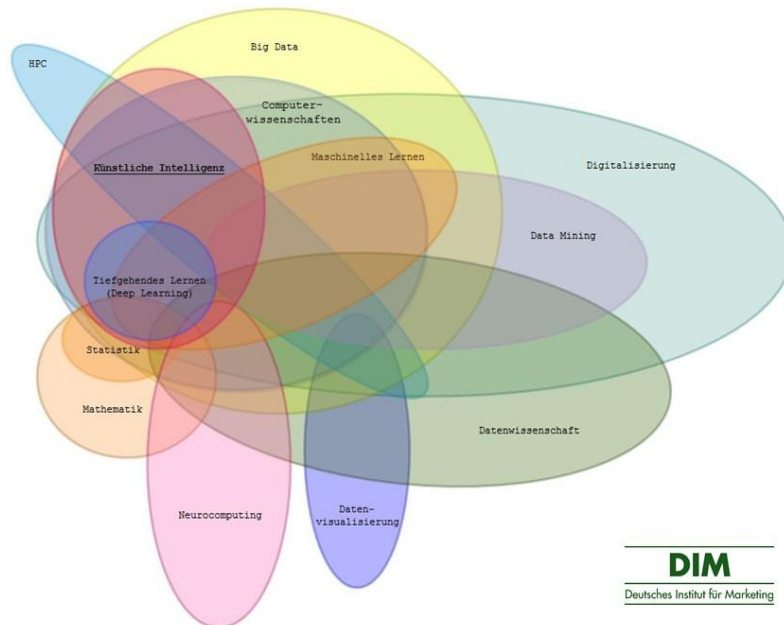 Big Data
HPC
Computer-
wissenschaften
Maschinelles Lernen
Künstliche Intelligenz
Digitalisierung
Data Mining
Tiefgehendes Lernen
(Deep Learning)
Statistik
Mathematik
Datenwissenschaft
Neurocomputing
Daten-
visualisierung
DIM
Deutsches Institut für Marketing